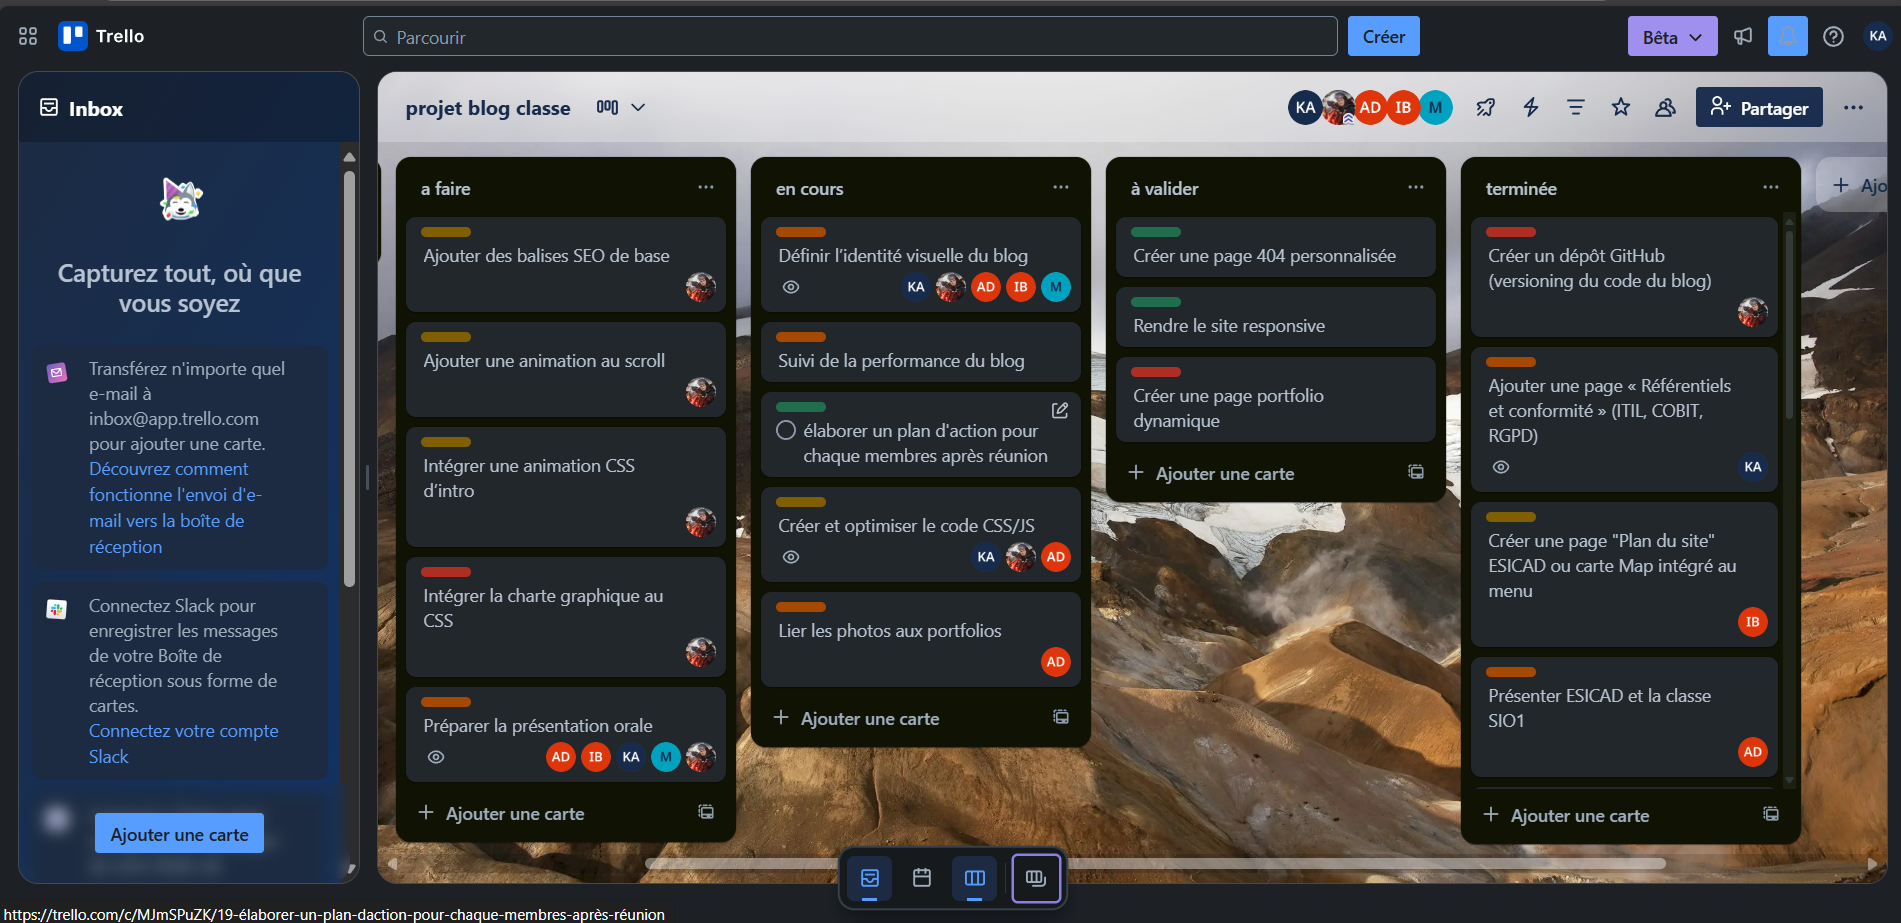 Trello
Parcourir
Créer
Bêta
KA
Inbox
Capturez tout, où que
vous soyez
Transférez n'importe quel
e-mail à
inbox@app.trello.com
pour ajouter une carte.
Découvrez comment
fonctionne l'envoi d'e-
mail vers la boîte de
réception
Connectez Slack pour
enregistrer les messages
de votre Boîte de
réception sous forme de
cartes.
Connectez votre compte
Slack
Ajouter une carte
projet blog classe
KA AD IB M
Partager
a faire
Ajouter des balises SEO de base
Ajouter une animation au scroll
Intégrer une animation CSS
d’intro
Intégrer la charte graphique au
CSS
Préparer la présentation orale
AD IB KA M
Ajouter une carte
en cours
Définir l’identité visuelle du blog
KA AD IB M
Suivi de la performance du blog
élaborer un plan d'action pour
chaque membres après réunion
Créer et optimiser le code CSS/JS
KA AD
Lier les photos aux portfolios
AD
Ajouter une carte
à valider
Créer une page 404 personnalisée
Rendre le site responsive
Créer une page portfolio
dynamique
Ajouter une carte
terminée
Créer un dépôt GitHub
(versioning du code du blog)
Ajouter une page « Référentiels
et conformité » (ITIL, COBIT,
RGPD)
KA
Créer une page "Plan du site"
ESICAD ou carte Map intégré au
menu
IB
Présenter ESICAD et la classe
SIO1
AD
Ajouter une carte
Ajo
https://trello.com/c/MJmSPuZK/19-élaborer-un-plan-daction-pour-chaque-membres-après-réunion